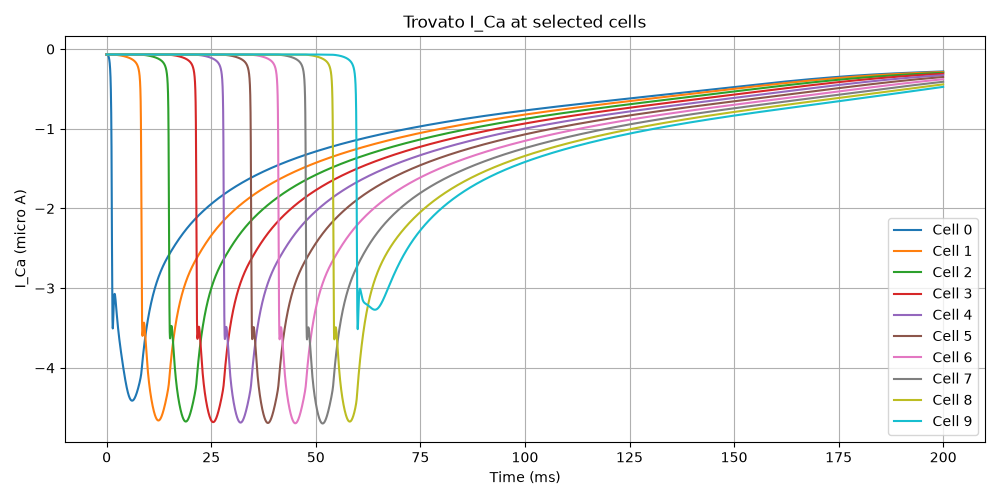 Trovato I_Ca at selected cells
I_Ca (micro A)
0
−1
−2
−3
−4
0 25 50 75 100 125 150 175 200
Time (ms)
Cell 0
Cell 1
Cell 2
Cell 3
Cell 4
Cell 5
Cell 6
Cell 7
Cell 8
Cell 9